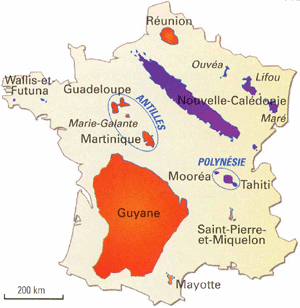 Réunion
Ouvéa
Lifou
Wallis-et
Futuna
Guadeloupe
Nouvelle-Calédonie
ANTILLES
Marie-Galante
Maré
Martinique
POLYNÉSIE
Mooréa
Tahiti
Guyane
Saint-Pierre-
et-Miquelon
Mayotte
200 km